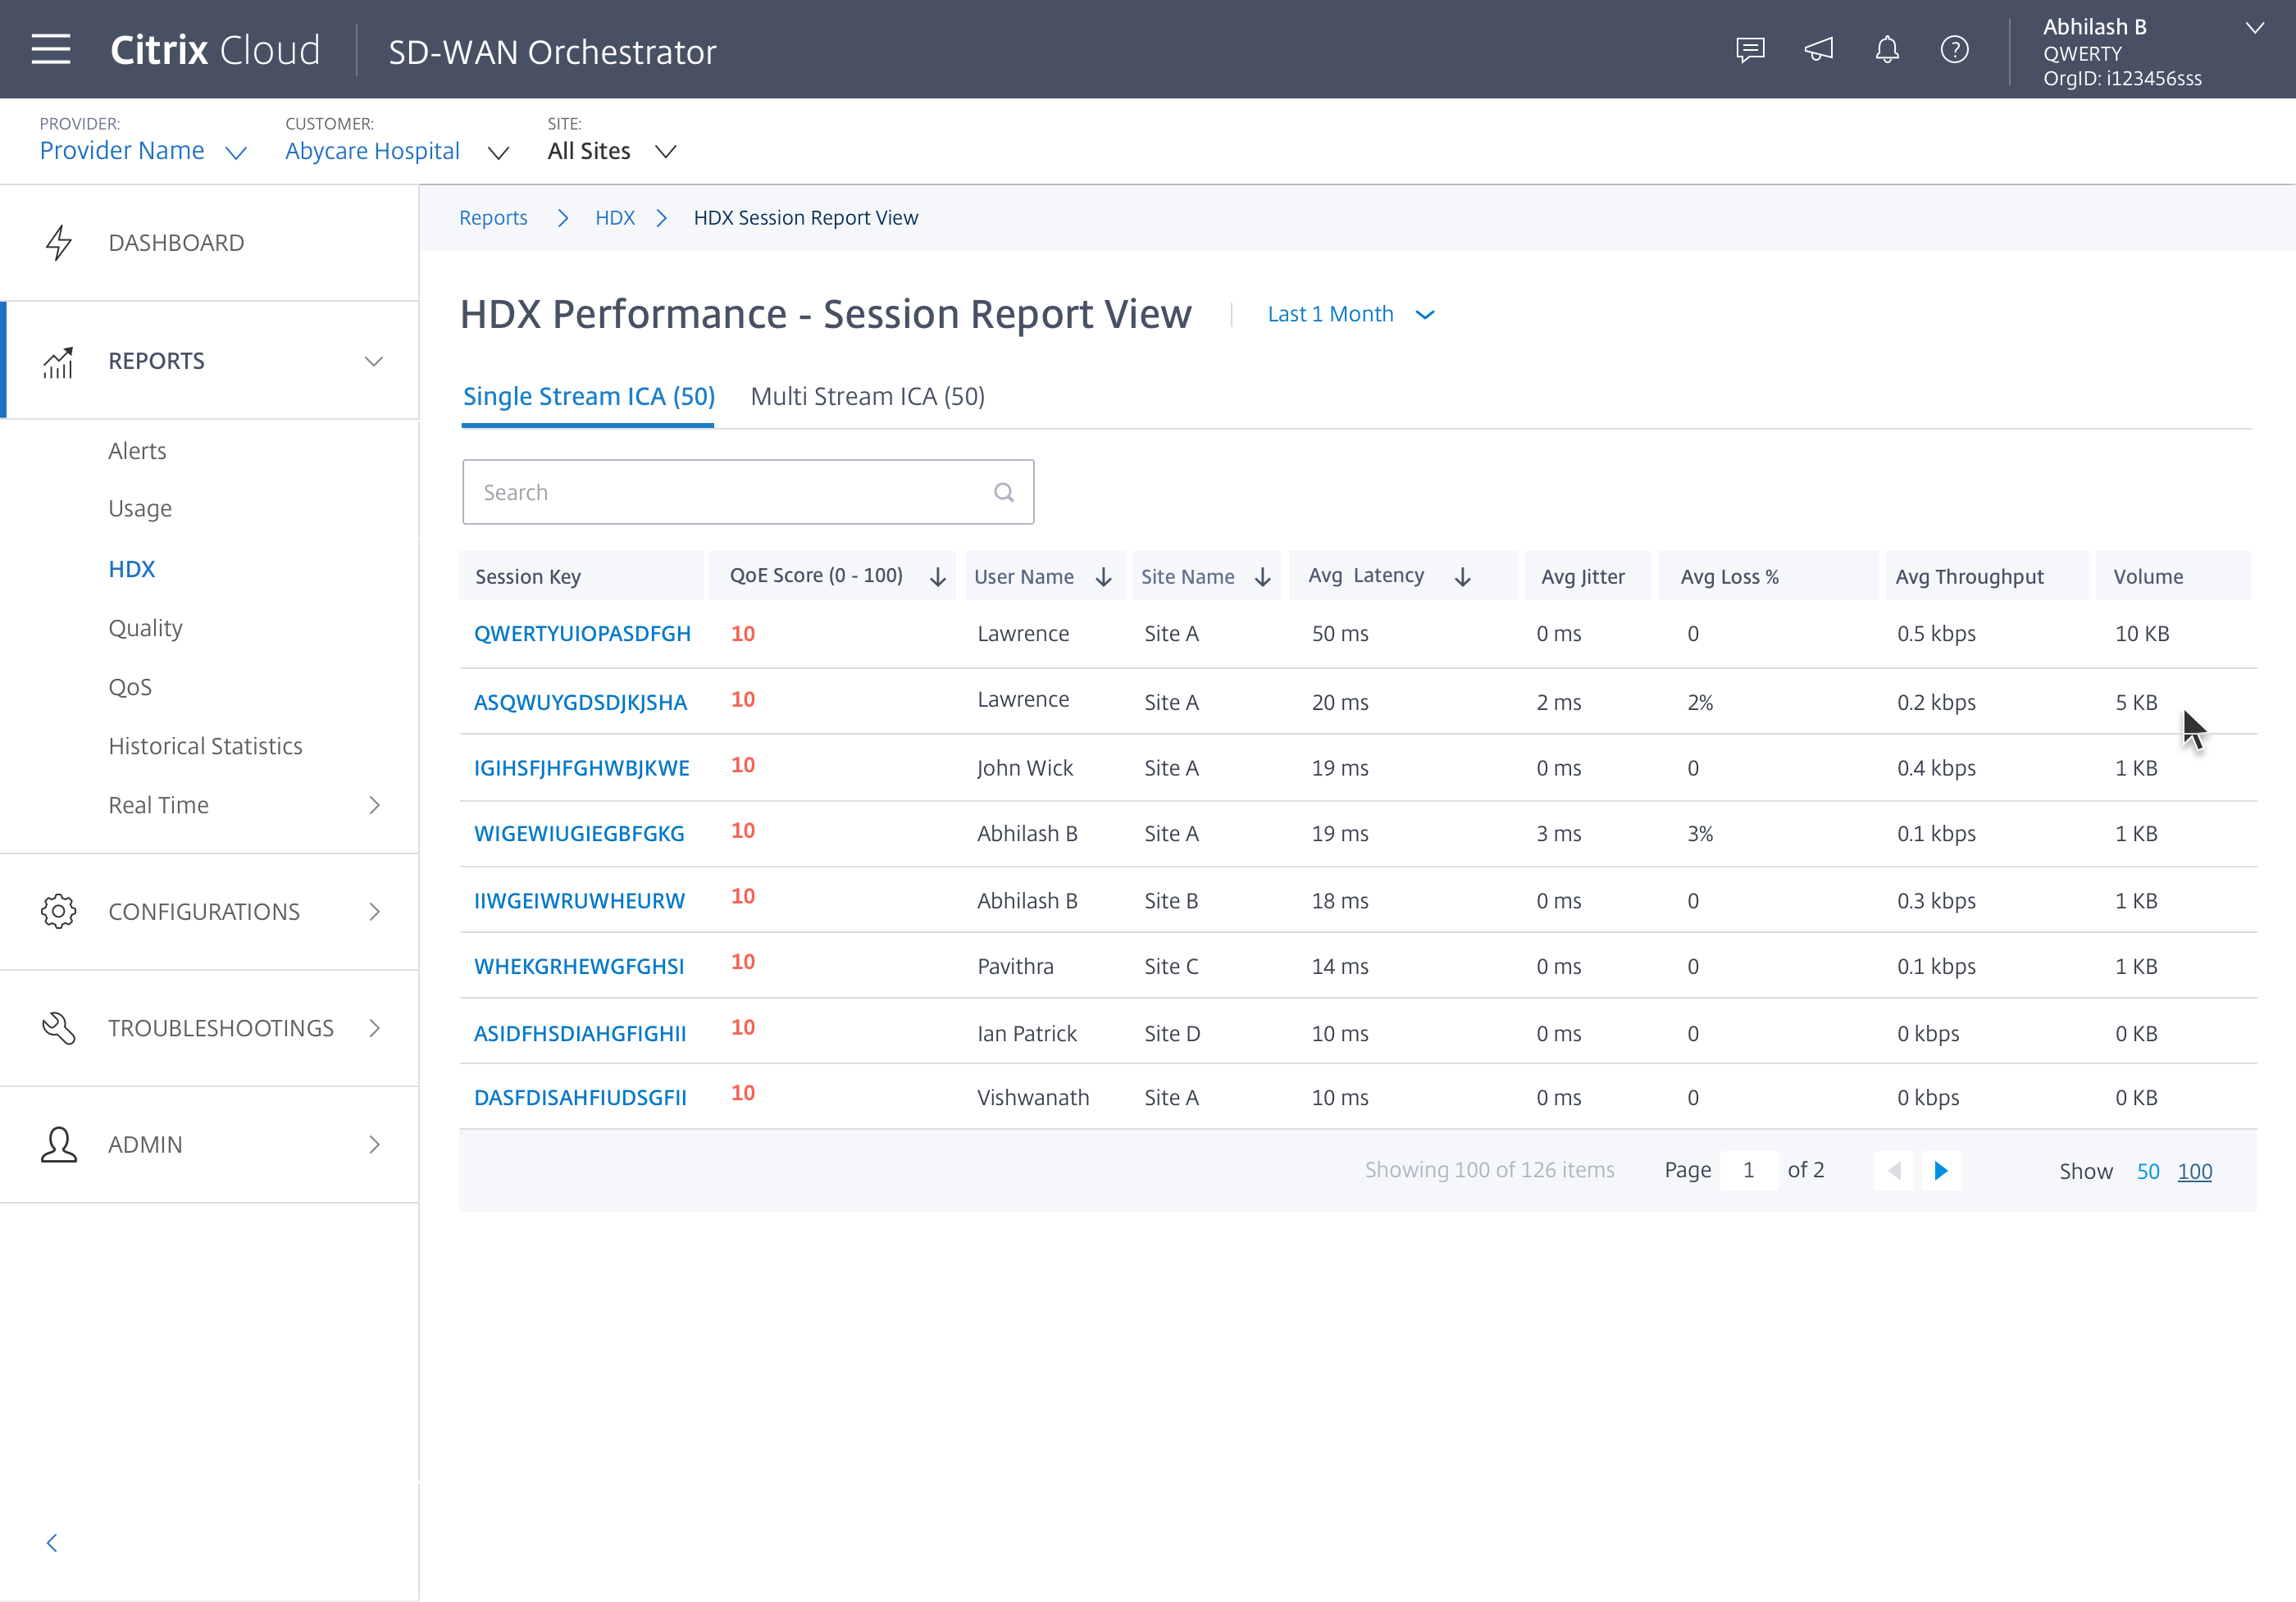 Citrix Cloud SD-WAN Orchestrator
Abhilash B
QWERTY
OrgID: i123456sss
PROVIDER: CUSTOMER: SITE:
Provider Name Abycare Hospital All Sites
Reports HDX HDX Session Report View
DASHBOARD
REPORTS
Alerts
Usage
HDX
Quality
QoS
Historical Statistics
Real Time
CONFIGURATIONS
TROUBLESHOOTINGS
ADMIN
HDX Performance - Session Report View Last 1 Month
Single Stream ICA (50) Multi Stream ICA (50)
Search
Session Key QoE Score (0 - 100) User Name Site Name Avg Latency Avg Jitter Avg Loss % Avg Throughput Volume
QWERTYUIOPASDFGH 10 Lawrence Site A 50 ms 0 ms 0 0.5 kbps 10 KB
ASQWUYGDSDJKJSHA 10 Lawrence Site A 20 ms 2 ms 2% 0.2 kbps 5 KB
IGIHSFJHFGHWBJKWE 10 John Wick Site A 19 ms 0 ms 0 0.4 kbps 1 KB
WIGEWIUGIEGBFGKG 10 Abhilash B Site A 19 ms 3 ms 3% 0.1 kbps 1 KB
IIWGEIWRUWHEURW 10 Abhilash B Site B 18 ms 0 ms 0 0.3 kbps 1 KB
WHEKGRHEWGFGHSI 10 Pavithra Site C 14 ms 0 ms 0 0.1 kbps 1 KB
ASIDFHSDIAHGFIGHII 10 Ian Patrick Site D 10 ms 0 ms 0 0 kbps 0 KB
DASFDISAHFIUDSGFII 10 Vishwanath Site A 10 ms 0 ms 0 0 kbps 0 KB
Showing 100 of 126 items Page 1 of 2 Show 50 100